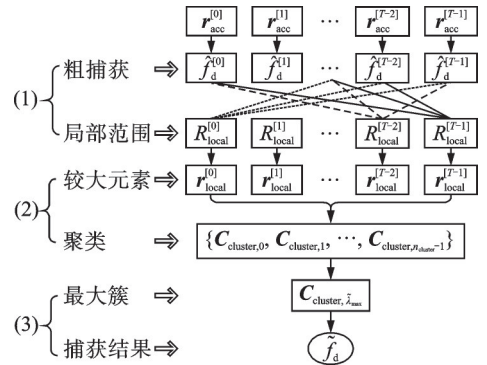 r_acc^[0] r_acc^[1] ⋯ r_acc^[T−2] r_acc^[T−1]
(1) 粗捕获 f̂_d^[0] f̂_d^[1] ⋯ f̂_d^[T−2] f̂_d^[T−1]
局部范围 R_local^[0] R_local^[1] ⋯ R_local^[T−2] R_local^[T−1]
(2) 较大元素 r_local^[0] r_local^[1] ⋯ r_local^[T−2] r_local^[T−1]
聚类 {C_cluster,0, C_cluster,1, ⋯, C_cluster,n_cluster−1}
(3) 最大簇 C_cluster,λ̃_max
捕获结果 f̃_d